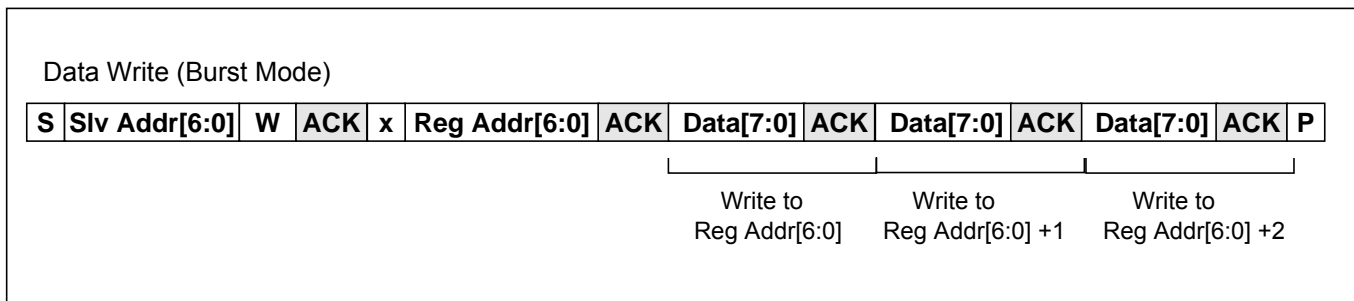 Data Write (Burst Mode)
S Slv Addr[6:0] W ACK x Reg Addr[6:0] ACK Data[7:0] ACK Data[7:0] ACK Data[7:0] ACK P
Write to Write to Write to
Reg Addr[6:0] Reg Addr[6:0] +1 Reg Addr[6:0] +2